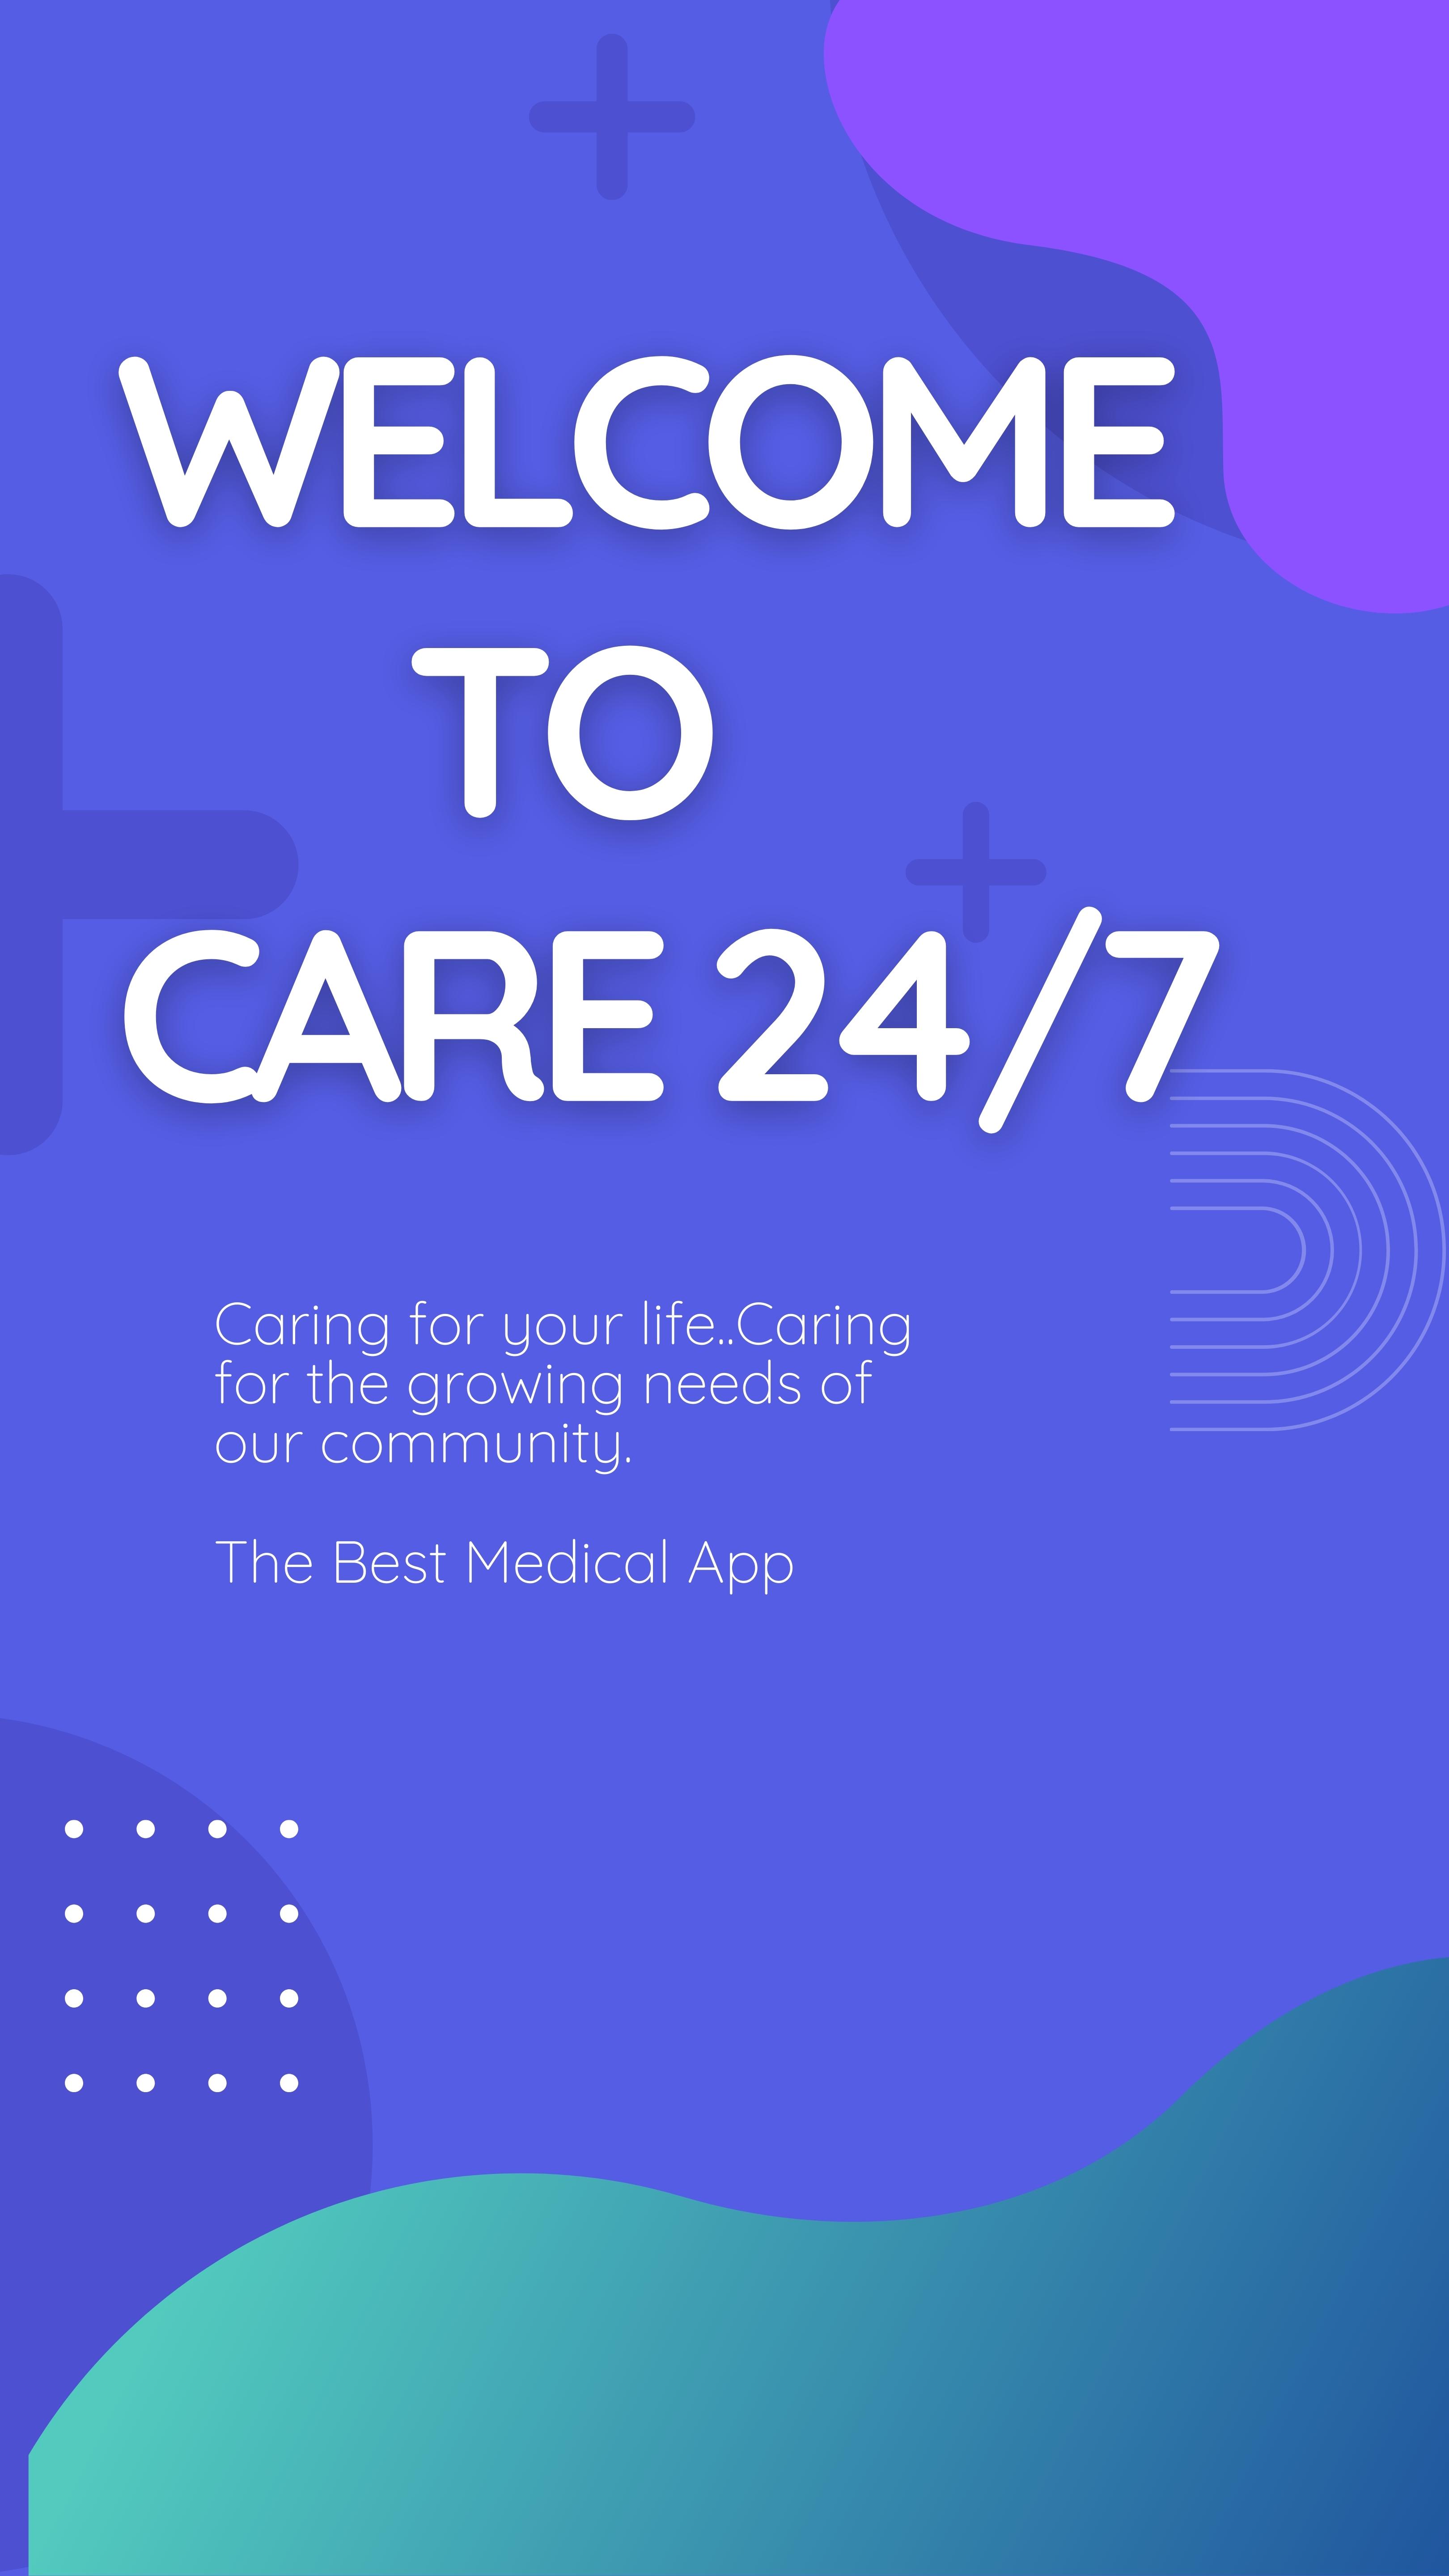 WELCOME
TO
CARE 24/7
Caring for your life..Caring
for the growing needs of
our community.
The Best Medical App